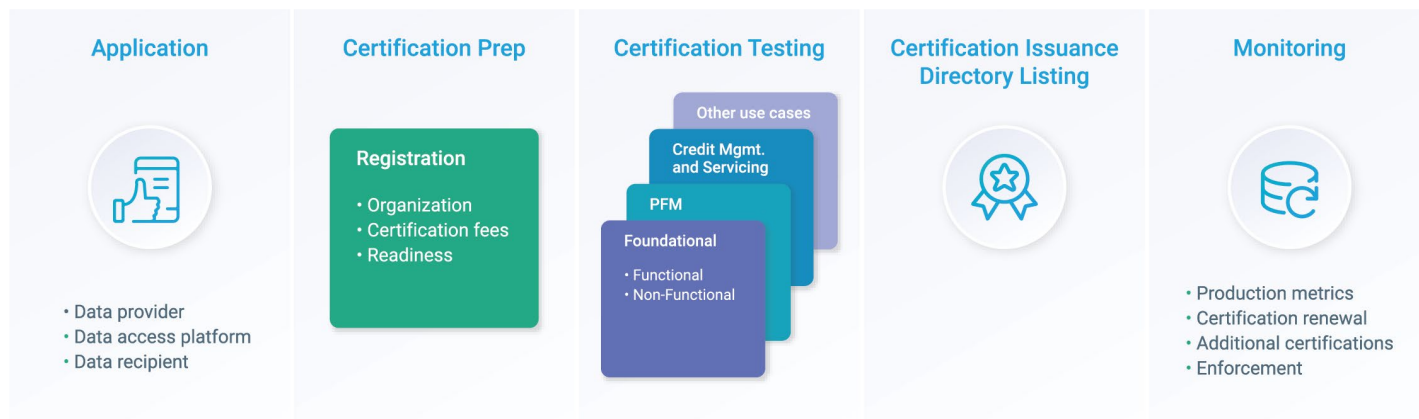 Application
• Data provider
• Data access platform
• Data recipient
Certification Prep
Registration
• Organization
• Certification fees
• Readiness
Certification Testing
Other use cases
Credit Mgmt.
and Servicing
PFM
Foundational
• Functional
• Non-Functional
Certification Issuance
Directory Listing
Monitoring
• Production metrics
• Certification renewal
• Additional certifications
• Enforcement